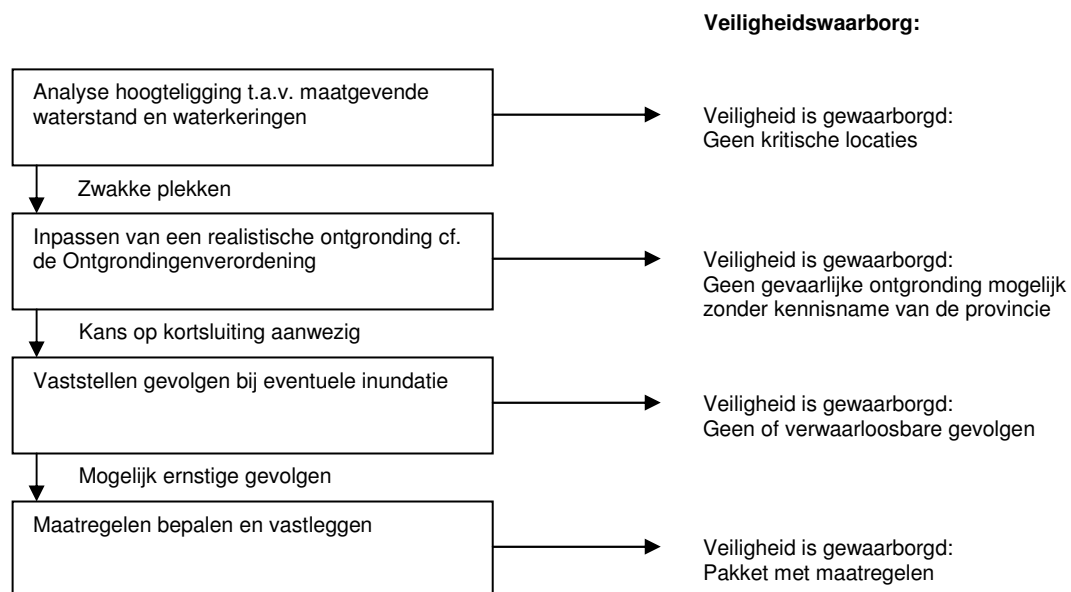 Veiligheidswaarborg:
Analyse hoogteligging t.a.v. maatgevende
waterstand en waterkeringen
Veiligheid is gewaarborgd:
Geen kritische locaties
Zwakke plekken
Inpassen van een realistische ontgronding cf.
de Ontgrondingenverordening
Veiligheid is gewaarborgd:
Geen gevaarlijke ontgronding mogelijk
zonder kennisname van de provincie
Kans op kortsluiting aanwezig
Vaststellen gevolgen bij eventuele inundatie
Veiligheid is gewaarborgd:
Geen of verwaarloosbare gevolgen
Mogelijk ernstige gevolgen
Maatregelen bepalen en vastleggen
Veiligheid is gewaarborgd:
Pakket met maatregelen